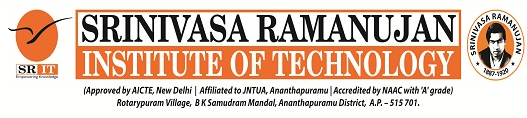 SRINIVASA RAMANUJAN
INSTITUTE OF TECHNOLOGY
SRIT
Empowering Knowledge
(Approved by AICTE, New Delhi | Affiliated to JNTUA, Ananthapuramu | Accredited by NAAC with 'A' grade)
Rotarypuram Village, B K Samudram Mandal, Ananthapuramu District, A.P. – 515 701.
SRINIVASA RAMANUJAN
1887-1920